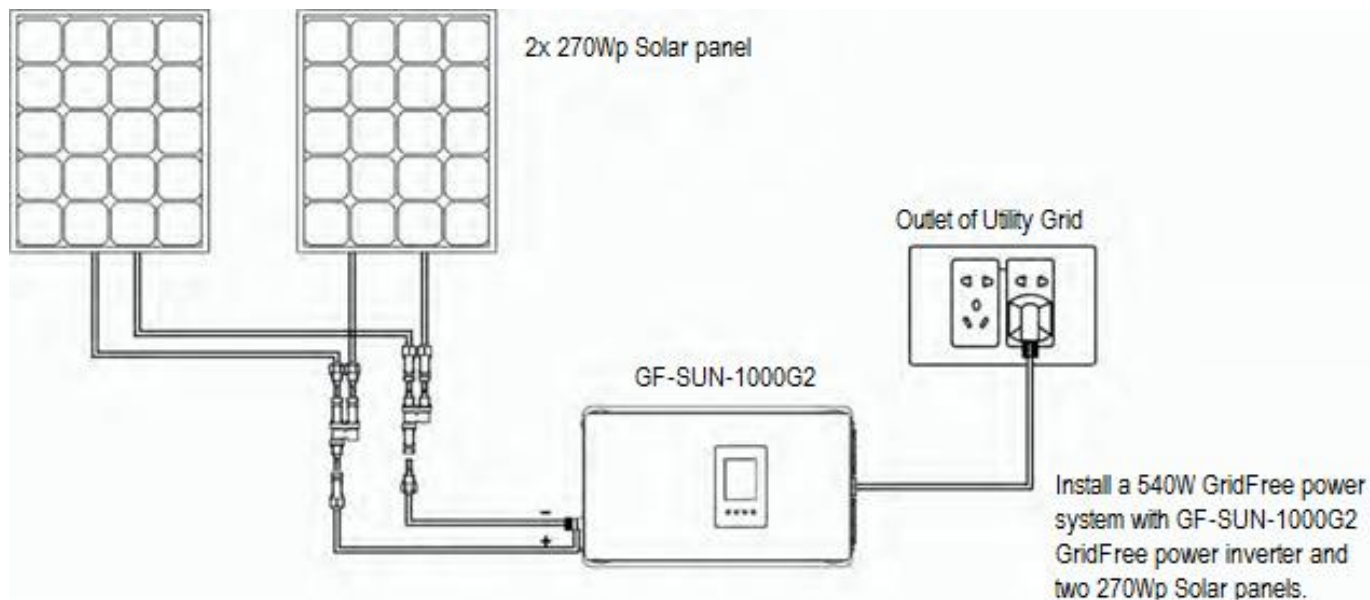 2x 270Wp Solar panel
Outlet of Utility Grid
GF-SUN-1000G2
-
+
Install a 540W GridFree power
system with GF-SUN-1000G2
GridFree power inverter and
two 270Wp Solar panels.